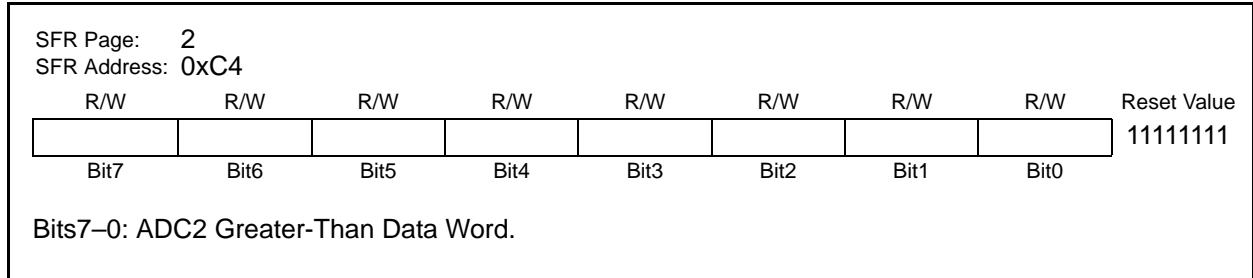 SFR Page: 2
SFR Address: 0xC4
R/W R/W R/W R/W R/W R/W R/W R/W Reset Value
11111111
Bit7 Bit6 Bit5 Bit4 Bit3 Bit2 Bit1 Bit0
Bits7–0: ADC2 Greater-Than Data Word.